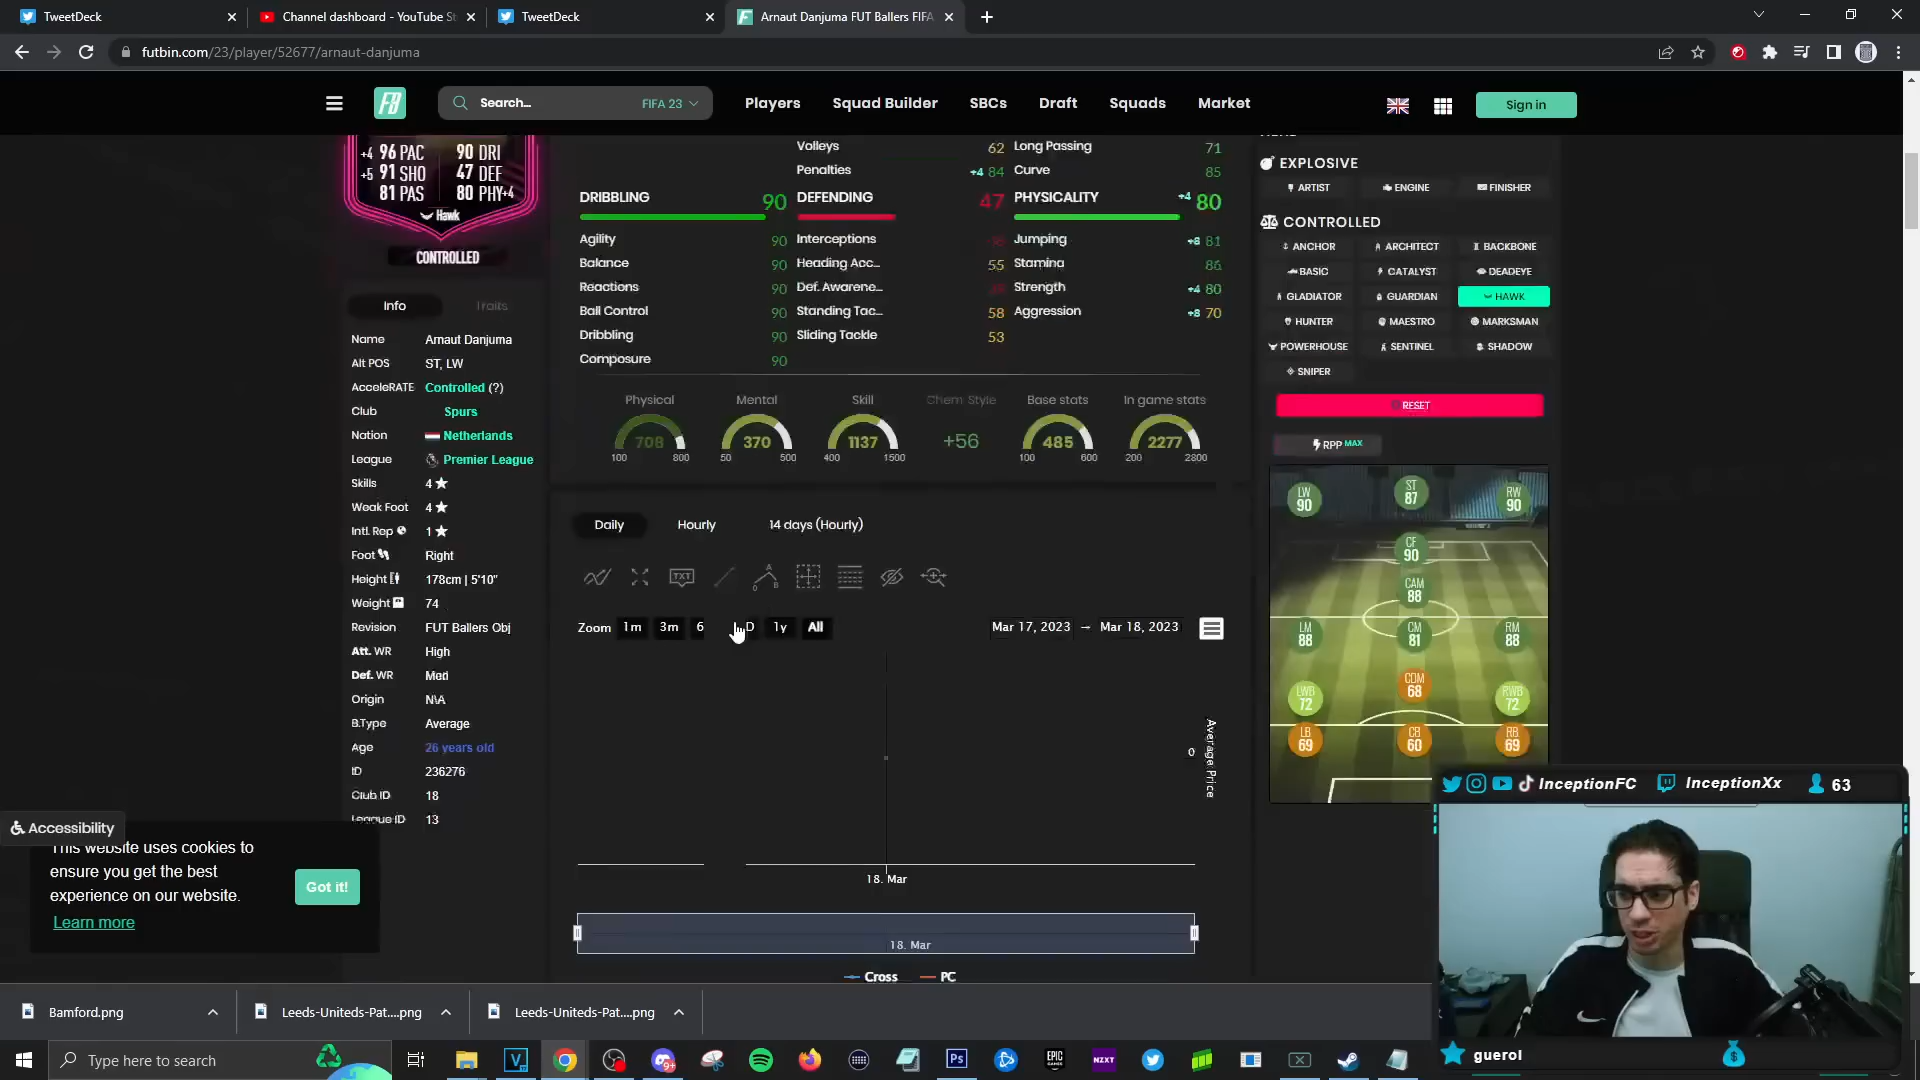 TweetDeck
Channel dashboard - YouTube St
TweetDeck
Arnaut Danjuma FUT Ballers FIFA
futbin.com/23/player/52677/arnaut-danjuma
FB
Search...
FIFA 23
Players
Squad Builder
SBCs
Draft
Squads
Market
Sign in
+4 96 PAC 90 DRI
+5 91 SHO 47 DEF
81 PAS 80 PHY+4
Hawk
CONTROLLED
Info
Traits
Name Arnaut Danjuma
Alt POS ST, LW
AcceleRATE Controlled (?)
Club Spurs
Nation Netherlands
League Premier League
Skills 4
Weak Foot 4
Intl. Rep 1
Foot Right
Height 178cm | 5'10"
Weight 74
Revision FUT Ballers Obj
Att. WR High
Def. WR Med
Origin N\A
B.Type Average
Age 26 years old
ID 236276
Club ID 18
League ID 13
Volleys 62 Long Passing 71
Penalties +4 84 Curve 85
DRIBBLING 90 DEFENDING 47 PHYSICALITY +4 80
Agility 90 Interceptions Jumping +8 81
Balance 90 Heading Acc... 55 Stamina 86
Reactions 90 Def. Awarene... Strength +4 80
Ball Control 90 Standing Tac... 58 Aggression +8 70
Dribbling 90 Sliding Tackle 53
Composure 90
Physical Mental Skill Chem Style Base stats In game stats
708 370 1137 +56 485 2277
100 800 50 500 400 1500 100 600 200 2800
Daily
Hourly
14 days (Hourly)
TXT
Zoom 1m 3m 6 D 1y All
Mar 17, 2023 → Mar 18, 2023
0
Average Price
18. Mar
18. Mar
Cross PC
EXPLOSIVE
ARTIST ENGINE FINISHER
CONTROLLED
ANCHOR ARCHITECT BACKBONE
BASIC CATALYST DEADEYE
GLADIATOR GUARDIAN HAWK
HUNTER MAESTRO MARKSMAN
POWERHOUSE SENTINEL SHADOW
SNIPER
RESET
RPP MAX
LW 90
ST 87
RW 90
CF 90
CAM 88
LM 88
CM 81
RM 88
CDM 68
LWB 72
RWB 72
LB 69
CB 60
RB 69
Accessibility
This website uses cookies to
ensure you get the best
experience on our website.
Learn more
Got it!
InceptionFC
InceptionXx
63
guerol
Bamford.png
Leeds-Uniteds-Pat....png
Leeds-Uniteds-Pat....png
Type here to search
V
9+
Ps
EPIC
GAMES
NZXT